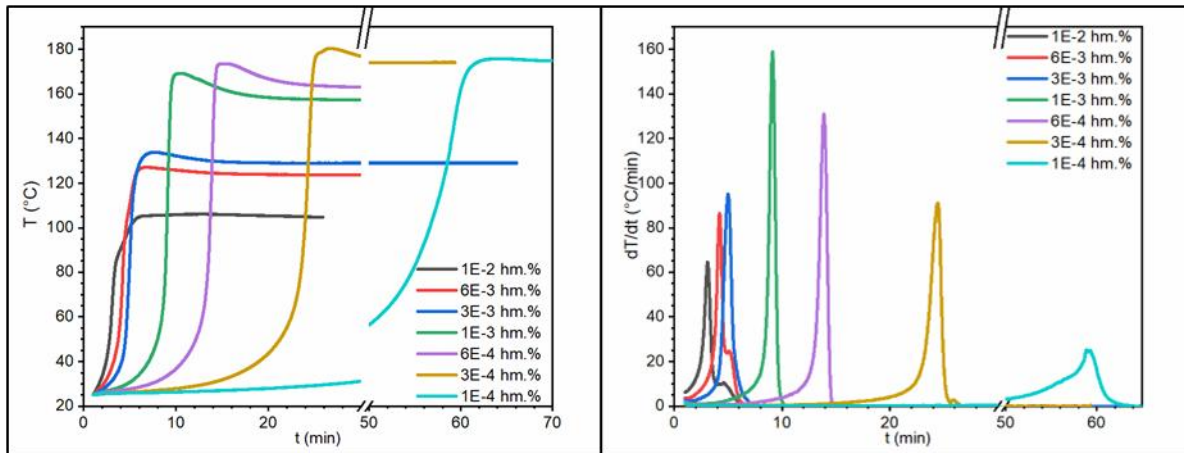 180
160
140
120
100
80
60
40
20
T (°C)
10
20
50
60
70
t (min)
1E-2 hm.%
6E-3 hm.%
3E-3 hm.%
1E-3 hm.%
6E-4 hm.%
3E-4 hm.%
1E-4 hm.%
160
140
120
100
80
60
40
20
0
dT/dt (°C/min)
0
10
20
50
60
t (min)
1E-2 hm.%
6E-3 hm.%
3E-3 hm.%
1E-3 hm.%
6E-4 hm.%
3E-4 hm.%
1E-4 hm.%